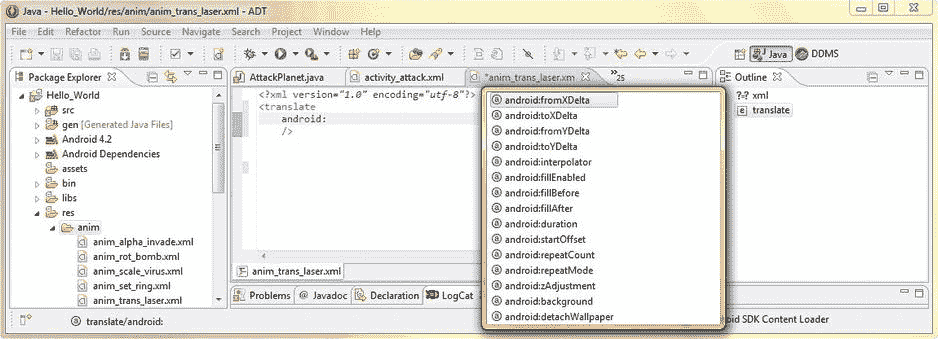 Java - Hello_World/res/anim/anim_trans_laser.xml - ADT
File Edit Refactor Run Source Navigate Search Project Window Help
Java DDMS
Package Explorer
Hello_World
src
gen [Generated Java Files]
Android 4.2
Android Dependencies
assets
bin
libs
res
anim
anim_alpha_invade.xml
anim_rot_bomb.xml
anim_scale_virus.xml
anim_set_ring.xml
anim_trans_laser.xml
AttackPlanet.java activity_attack.xml *anim_trans_laser.xm »25
<?xml version="1.0" encoding="utf-8"?>
<translate
android:
/>
android:fromXDelta
android:toXDelta
android:fromYDelta
android:toYDelta
android:interpolator
android:fillEnabled
android:fillBefore
android:fillAfter
android:duration
android:startOffset
android:repeatCount
android:repeatMode
android:zAdjustment
android:background
android:detachWallpaper
anim_trans_laser.xml
Problems @ Javadoc Declaration LogCat
Outline
?-? xml
e translate
translate/android:
SDK Content Loader